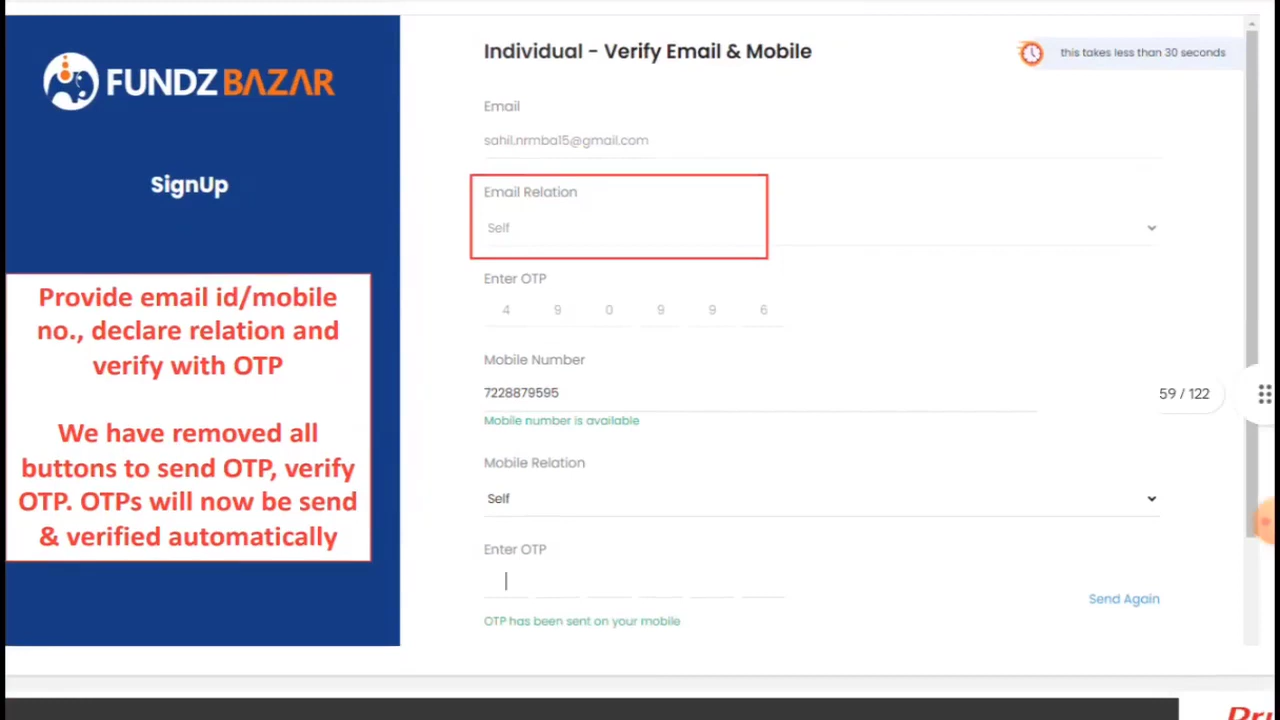 FUNDZBAZAR
SignUp
Provide email id/mobile
no., declare relation and
verify with OTP
We have removed all
buttons to send OTP, verify
OTP. OTPs will now be send
& verified automatically
Individual - Verify Email & Mobile
this takes less than 30 seconds
Email
sahil.nrmba15@gmail.com
Email Relation
Self
Enter OTP
4 9 0 9 9 6
Mobile Number
7228879595
Mobile number is available
Mobile Relation
Self
Enter OTP
Send Again
OTP has been sent on your mobile
59 / 122